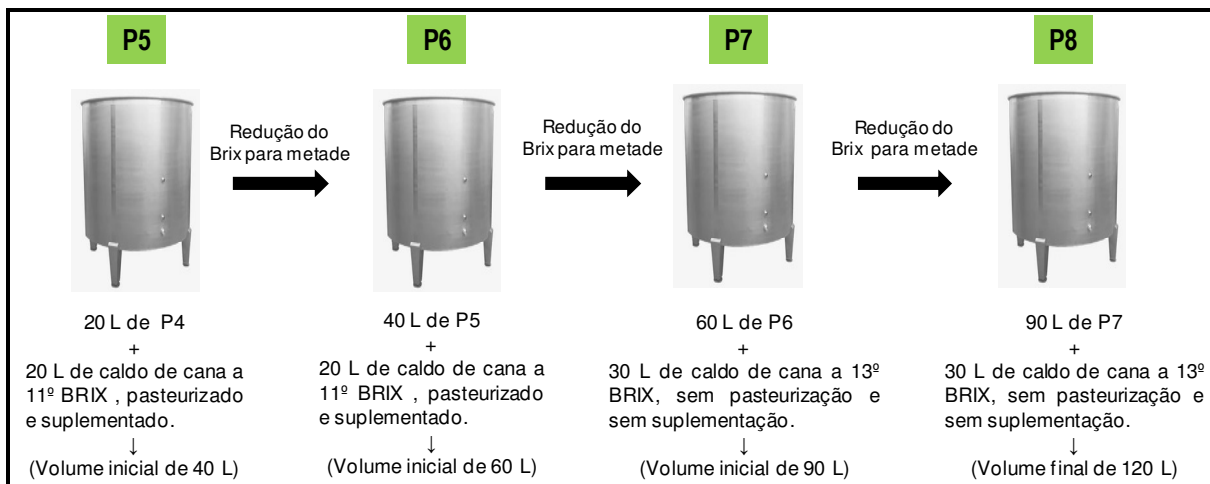 P5
P6
P7
P8
Redução do
Brix para metade
Redução do
Brix para metade
Redução do
Brix para metade
20 L de P4
+
20 L de caldo de cana a
11º BRIX , pasteurizado
e suplementado.
↓
(Volume inicial de 40 L)
40 L de P5
+
20 L de caldo de cana a
11º BRIX , pasteurizado
e suplementado.
↓
(Volume inicial de 60 L)
60 L de P6
+
30 L de caldo de cana a 13º
BRIX, sem pasteurização e
sem suplementação.
↓
(Volume inicial de 90 L)
90 L de P7
+
30 L de caldo de cana a 13º
BRIX, sem pasteurização e
sem suplementação.
↓
(Volume final de 120 L)